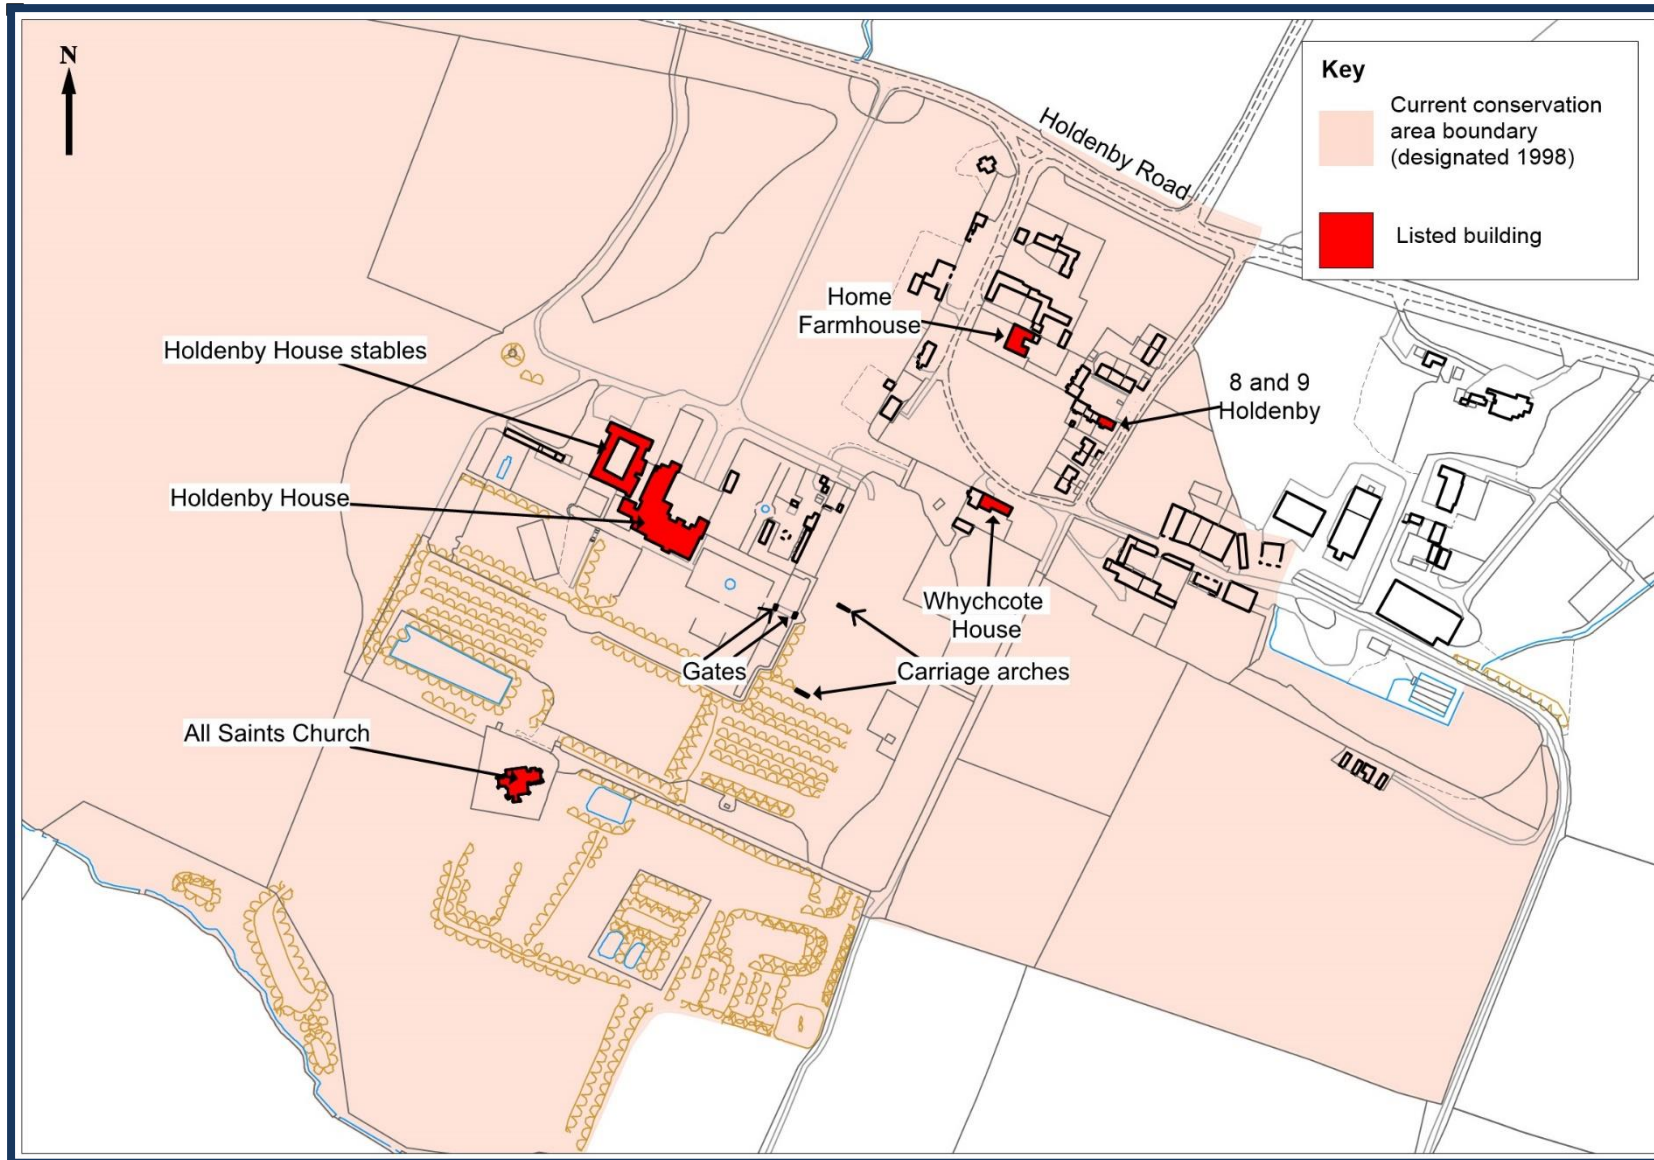 N
Key
Current conservation
area boundary
(designated 1998)
Listed building
Holdenby Road
Home
Farmhouse
Holdenby House stables
8 and 9
Holdenby
Holdenby House
Whychcote
House
Gates
Carriage arches
All Saints Church